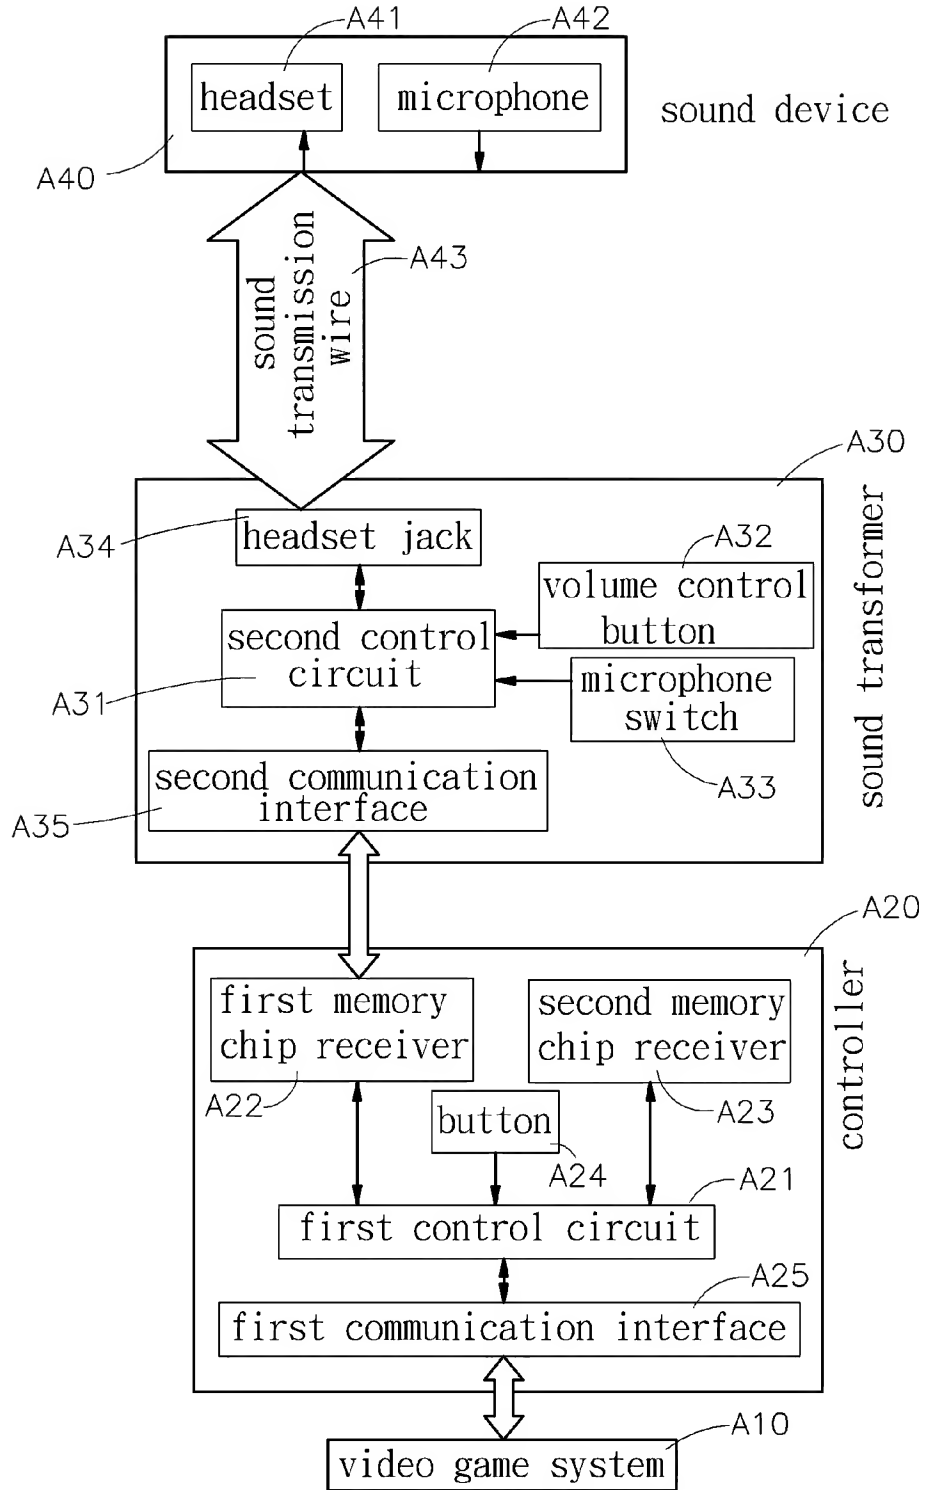 A41
A42
headset
microphone
sound device
A40
sound
transmission
wire
A43
A30
sound transformer
A34
headset jack
A32
volume control
button
second control
circuit
A31
microphone
switch
A33
second communication
interface
A35
A20
controller
first memory
chip receiver
second memory
chip receiver
A22
A23
button
A24
A21
first control circuit
A25
first communication interface
A10
video game system